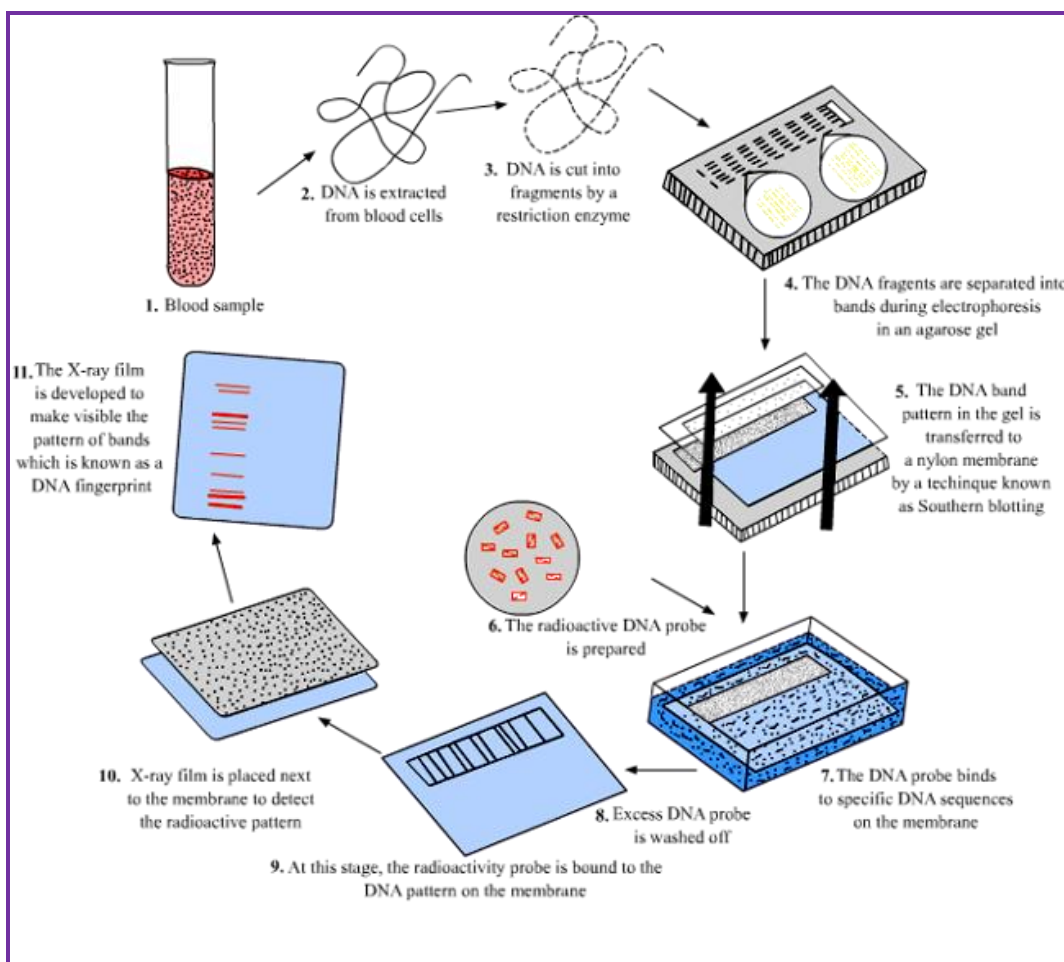 1. Blood sample
2. DNA is extracted
from blood cells
3. DNA is cut into
fragments by a
restriction enzyme
4. The DNA fragents are separated into
bands during electrophoresis
in an agarose gel
5. The DNA band
pattern in the gel is
transferred to
a nylon membrane
by a techinque known
as Southern blotting
6. The radioactive DNA probe
is prepared
7. The DNA probe binds
to specific DNA sequences
on the membrane
8. Excess DNA probe
is washed off
9. At this stage, the radioactivity probe is bound to the
DNA pattern on the membrane
10. X-ray film is placed next
to the membrane to detect
the radioactive pattern
11. The X-ray film
is developed to
make visible the
pattern of bands
which is known as a
DNA fingerprint